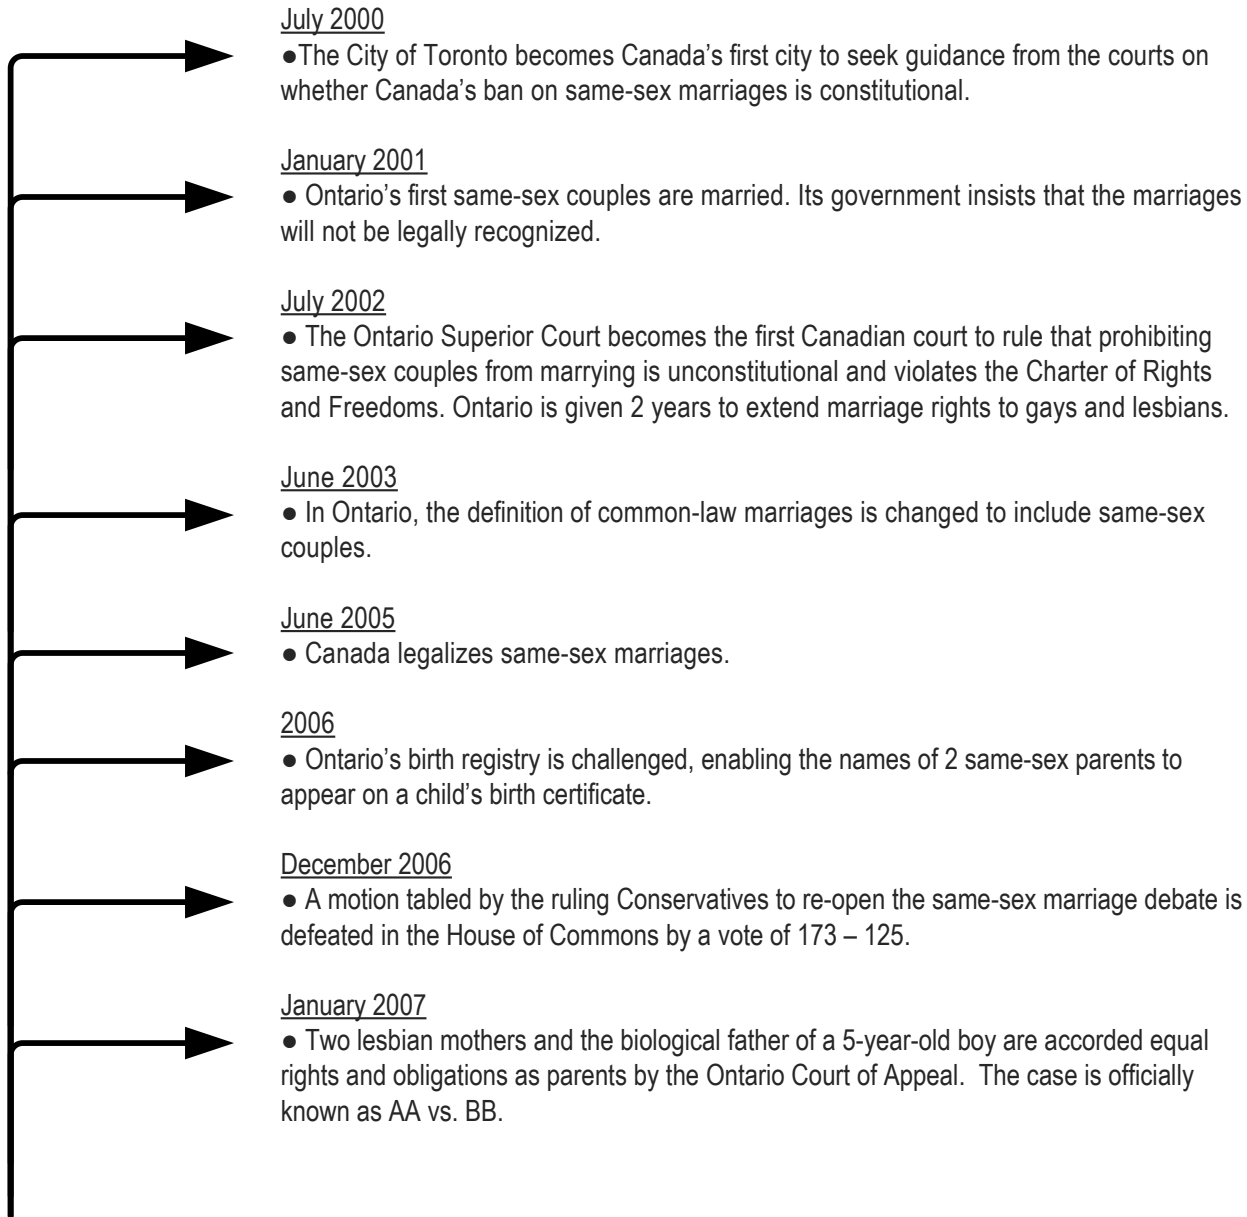 July 2000
●The City of Toronto becomes Canada’s first city to seek guidance from the courts on
whether Canada’s ban on same-sex marriages is constitutional.
January 2001
● Ontario’s first same-sex couples are married. Its government insists that the marriages
will not be legally recognized.
July 2002
● The Ontario Superior Court becomes the first Canadian court to rule that prohibiting
same-sex couples from marrying is unconstitutional and violates the Charter of Rights
and Freedoms. Ontario is given 2 years to extend marriage rights to gays and lesbians.
June 2003
● In Ontario, the definition of common-law marriages is changed to include same-sex
couples.
June 2005
● Canada legalizes same-sex marriages.
2006
● Ontario’s birth registry is challenged, enabling the names of 2 same-sex parents to
appear on a child’s birth certificate.
December 2006
● A motion tabled by the ruling Conservatives to re-open the same-sex marriage debate is
defeated in the House of Commons by a vote of 173 – 125.
January 2007
● Two lesbian mothers and the biological father of a 5-year-old boy are accorded equal
rights and obligations as parents by the Ontario Court of Appeal.  The case is officially
known as AA vs. BB.